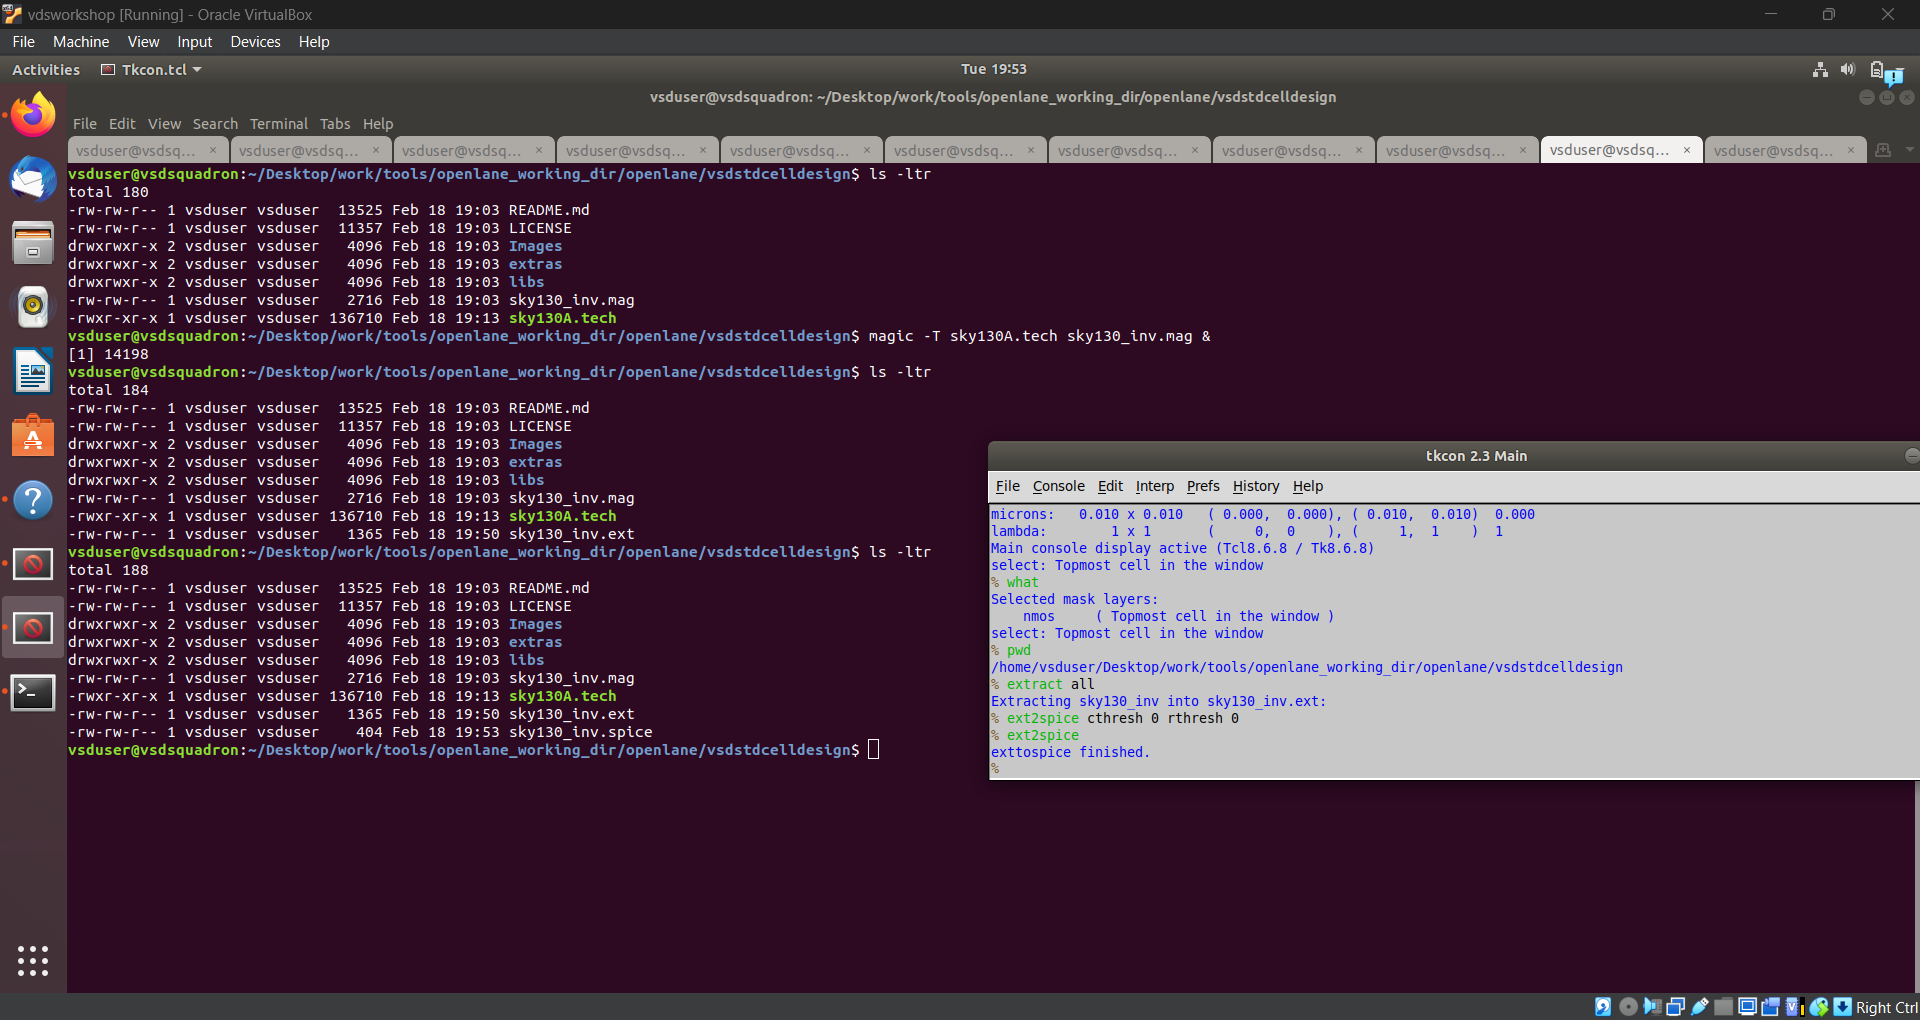 vdsworkshop [Running] - Oracle VirtualBox
File Machine View Input Devices Help
Activities Tkcon.tcl Tue 19:53
vsduser@vsdsquadron: ~/Desktop/work/tools/openlane_working_dir/openlane/vsdstdcelldesign
File Edit View Search Terminal Tabs Help
vsduser@vsdsq... × vsduser@vsdsq... × vsduser@vsdsq... × vsduser@vsdsq... × vsduser@vsdsq... × vsduser@vsdsq... × vsduser@vsdsq... × vsduser@vsdsq... × vsduser@vsdsq... × vsduser@vsdsq... × vsduser@vsdsq... ×
vsduser@vsdsquadron:~/Desktop/work/tools/openlane_working_dir/openlane/vsdstdcelldesign$ ls -ltr
total 180
-rw-rw-r-- 1 vsduser vsduser  13525 Feb 18 19:03 README.md
-rw-rw-r-- 1 vsduser vsduser  11357 Feb 18 19:03 LICENSE
drwxrwxr-x 2 vsduser vsduser   4096 Feb 18 19:03 Images
drwxrwxr-x 2 vsduser vsduser   4096 Feb 18 19:03 extras
drwxrwxr-x 2 vsduser vsduser   4096 Feb 18 19:03 libs
-rw-rw-r-- 1 vsduser vsduser   2716 Feb 18 19:03 sky130_inv.mag
-rwxr-xr-x 1 vsduser vsduser 136710 Feb 18 19:13 sky130A.tech
vsduser@vsdsquadron:~/Desktop/work/tools/openlane_working_dir/openlane/vsdstdcelldesign$ magic -T sky130A.tech sky130_inv.mag &
[1] 14198
vsduser@vsdsquadron:~/Desktop/work/tools/openlane_working_dir/openlane/vsdstdcelldesign$ ls -ltr
total 184
-rw-rw-r-- 1 vsduser vsduser  13525 Feb 18 19:03 README.md
-rw-rw-r-- 1 vsduser vsduser  11357 Feb 18 19:03 LICENSE
drwxrwxr-x 2 vsduser vsduser   4096 Feb 18 19:03 Images
drwxrwxr-x 2 vsduser vsduser   4096 Feb 18 19:03 extras
drwxrwxr-x 2 vsduser vsduser   4096 Feb 18 19:03 libs
-rw-rw-r-- 1 vsduser vsduser   2716 Feb 18 19:03 sky130_inv.mag
-rwxr-xr-x 1 vsduser vsduser 136710 Feb 18 19:13 sky130A.tech
-rw-rw-r-- 1 vsduser vsduser   1365 Feb 18 19:50 sky130_inv.ext
vsduser@vsdsquadron:~/Desktop/work/tools/openlane_working_dir/openlane/vsdstdcelldesign$ ls -ltr
total 188
-rw-rw-r-- 1 vsduser vsduser  13525 Feb 18 19:03 README.md
-rw-rw-r-- 1 vsduser vsduser  11357 Feb 18 19:03 LICENSE
drwxrwxr-x 2 vsduser vsduser   4096 Feb 18 19:03 Images
drwxrwxr-x 2 vsduser vsduser   4096 Feb 18 19:03 extras
drwxrwxr-x 2 vsduser vsduser   4096 Feb 18 19:03 libs
-rw-rw-r-- 1 vsduser vsduser   2716 Feb 18 19:03 sky130_inv.mag
-rwxr-xr-x 1 vsduser vsduser 136710 Feb 18 19:13 sky130A.tech
-rw-rw-r-- 1 vsduser vsduser   1365 Feb 18 19:50 sky130_inv.ext
-rw-rw-r-- 1 vsduser vsduser    404 Feb 18 19:53 sky130_inv.spice
vsduser@vsdsquadron:~/Desktop/work/tools/openlane_working_dir/openlane/vsdstdcelldesign$
tkcon 2.3 Main
File Console Edit Interp Prefs History Help
microns:   0.010 x 0.010   ( 0.000,  0.000), ( 0.010,  0.010)  0.000
lambda:        1 x 1       (     0,  0    ), (     1,  1    )  1
Main console display active (Tcl8.6.8 / Tk8.6.8)
select: Topmost cell in the window
% what
Selected mask layers:
    nmos     ( Topmost cell in the window )
select: Topmost cell in the window
% pwd
/home/vsduser/Desktop/work/tools/openlane_working_dir/openlane/vsdstdcelldesign
% extract all
Extracting sky130_inv into sky130_inv.ext:
% ext2spice cthresh 0 rthresh 0
% ext2spice
exttospice finished.
%
Right Ctrl